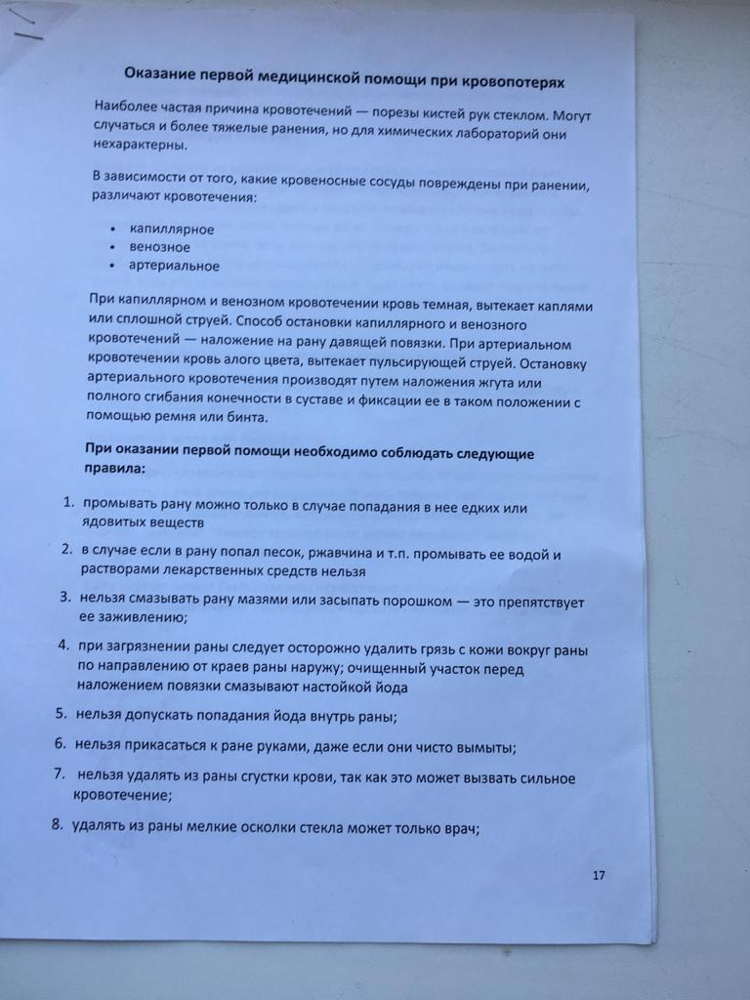 Оказание первой медицинской помощи при кровопотерях
Наиболее частая причина кровотечений — порезы кистей рук стеклом. Могут
случаться и более тяжелые ранения, но для химических лабораторий они
нехарактерны.
В зависимости от того, какие кровеносные сосуды повреждены при ранении,
различают кровотечения:
• капиллярное
• венозное
• артериальное
При капиллярном и венозном кровотечении кровь темная, вытекает каплями
или сплошной струей. Способ остановки капиллярного и венозного
кровотечений — наложение на рану давящей повязки. При артериальном
кровотечении кровь алого цвета, вытекает пульсирующей струей. Остановку
артериального кровотечения производят путем наложения жгута или
полного сгибания конечности в суставе и фиксации ее в таком положении с
помощью ремня или бинта.
При оказании первой помощи необходимо соблюдать следующие
правила:
1. промывать рану можно только в случае попадания в нее едких или
ядовитых веществ
2. в случае если в рану попал песок, ржавчина и т.п. промывать ее водой и
растворами лекарственных средств нельзя
3. нельзя смазывать рану мазями или засыпать порошком — это препятствует
ее заживлению;
4. при загрязнении раны следует осторожно удалить грязь с кожи вокруг раны
по направлению от краев раны наружу; очищенный участок перед
наложением повязки смазывают настойкой йода
5. нельзя допускать попадания йода внутрь раны;
6. нельзя прикасаться к ране руками, даже если они чисто вымыты;
7. нельзя удалять из раны сгустки крови, так как это может вызвать сильное
кровотечение;
8. удалять из раны мелкие осколки стекла может только врач;
17